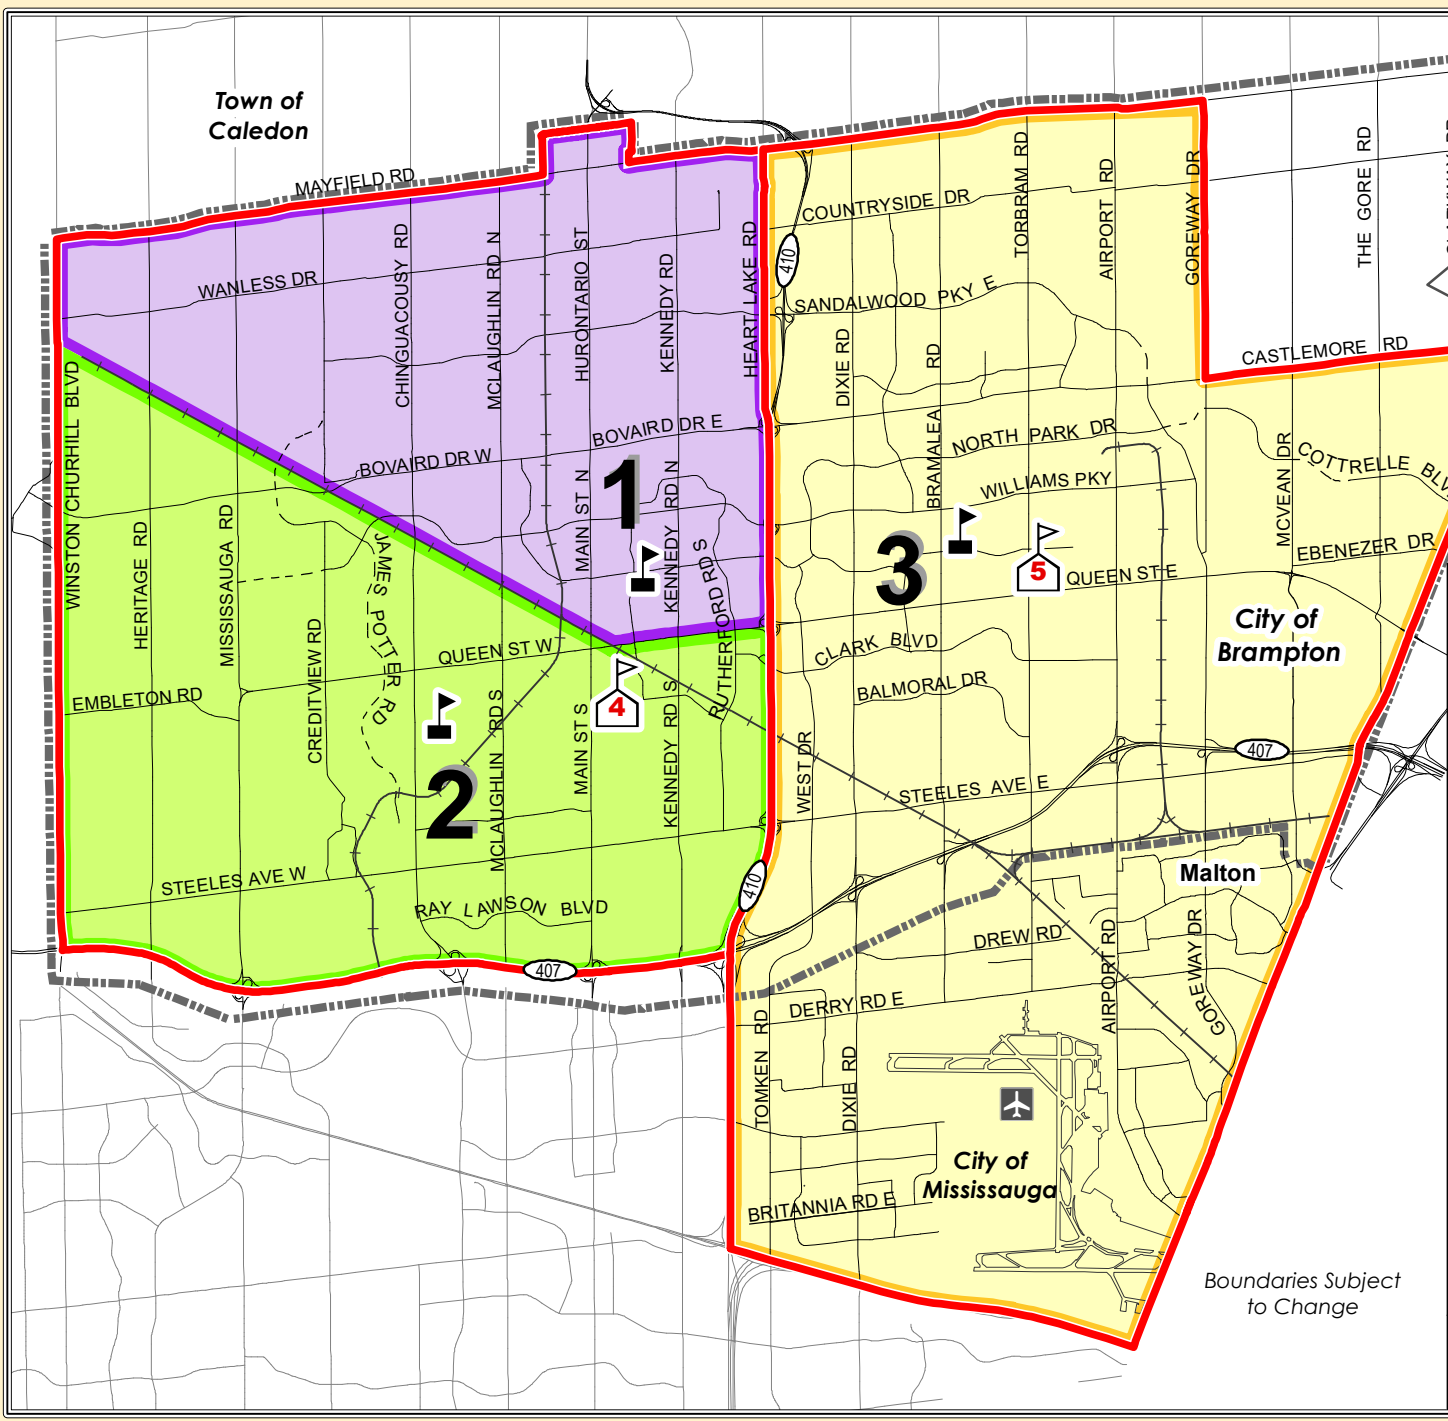 Town of
Caledon
MAYFIELD RD
WANLESS DR
CHINGUACOUSY RD
MCLAUGHLIN RD N
HURONTARIO ST
KENNEDY RD
HEART LAKE RD
410
COUNTRYSIDE DR
TORBRAM RD
AIRPORT RD
GOREWAY DR
THE GORE RD
SANDALWOOD PKY E
DIXIE RD
BRAMALEA RD
CASTLEMORE RD
WINSTON CHURHILL BLVD
BOVAIRD DR E
BOVAIRD DR W
1
MAIN ST N
KENNEDY RD N
RUTHERFORD RD S
NORTH PARK DR
WILLIAMS PKY
MCVEAN DR
COTTRELLE BLV
EBENEZER DR
3
5
QUEEN ST E
City of
Brampton
HERITAGE RD
MISSISSAUGA RD
JAMES POTTER RD
CREDITVIEW RD
QUEEN ST W
EMBLETON RD
4
CLARK BLVD
BALMORAL DR
2
MCLAUGHLIN RD S
MAIN ST S
KENNEDY RD S
WEST DR
407
STEELES AVE E
STEELES AVE W
RAY LAWSON BLVD
410
407
Malton
DREW RD
AIRPORT RD
GOREWAY DR
DERRY RD E
TOMKEN RD
DIXIE RD
City of
Mississauga
BRITANNIA RD E
Boundaries Subject
to Change